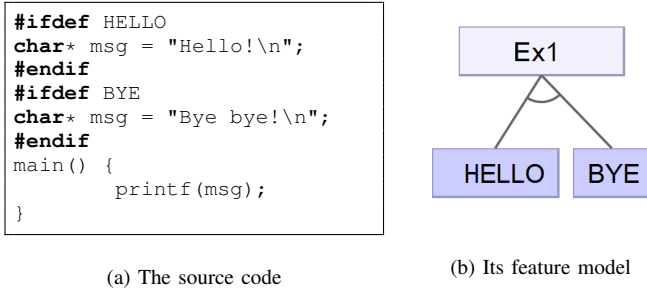 #ifdef HELLO
char* msg = "Hello!\n";
#endif
#ifdef BYE
char* msg = "Bye bye!\n";
#endif
main() {
        printf(msg);
}
(a) The source code
Ex1
HELLO BYE
(b) Its feature model